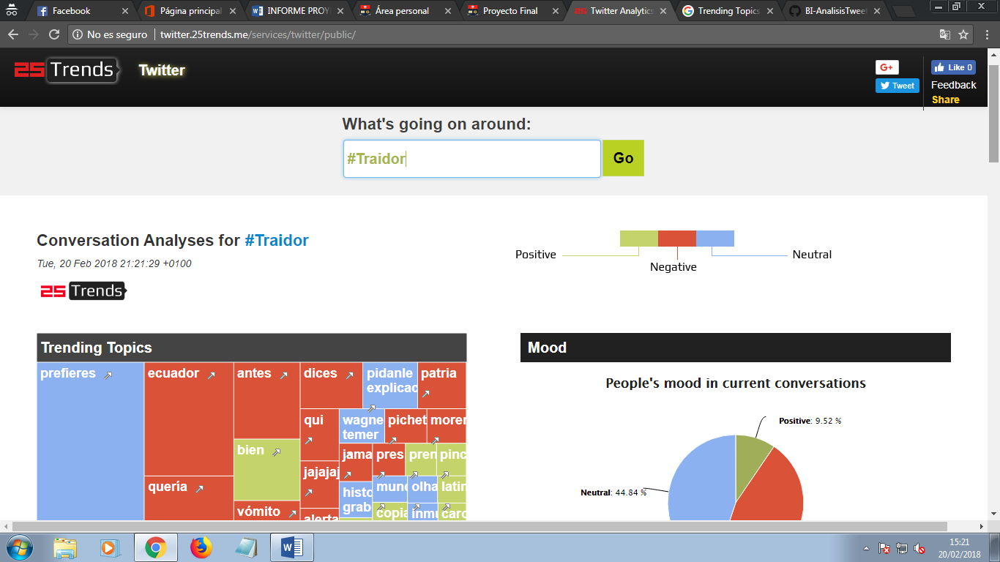 Facebook
Página principal
INFORME PROY
Área personal
Proyecto Final
Twitter Analytics
Trending Topics
BI-AnalisisTweet
No es seguro
twitter.25trends.me/services/twitter/public/
25 Trends
Twitter
G+
Like 0
Tweet
Feedback
Share
What's going on around:
#Traidor
Go
Conversation Analyses for #Traidor
Tue, 20 Feb 2018 21:21:29 +0100
25 Trends
Positive
Negative
Neutral
Trending Topics
prefieres
ecuador
antes
dices
pidanle
explicac
patria
qui
wagne
temer
pichet
morer
bien
jama
pres
pren
pinc
quería
jajajaj
histo
grab
mund
olha
latin
vómito
alerta
copia
inmu
carc
Mood
People's mood in current conversations
Positive: 9.52 %
Neutral: 44.84 %
15:21
20/02/2018